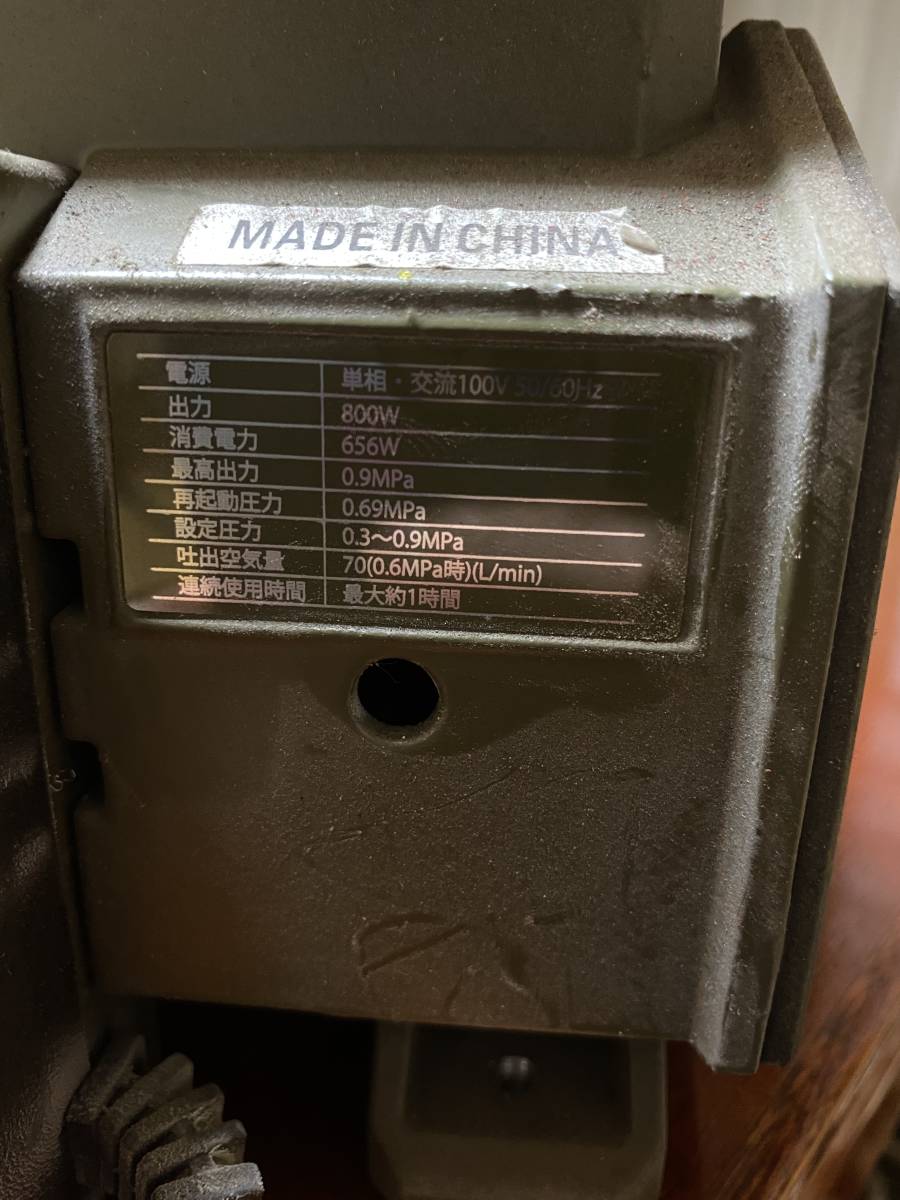 MADE IN CHINA
電源 単相・交流100V 50/60Hz
出力 800W
消費電力 656W
最高出力 0.9MPa
再起動圧力 0.69MPa
設定圧力 0.3〜0.9MPa
吐出空気量 70(0.6MPa時)(L/min)
連続使用時間 最大約1時間